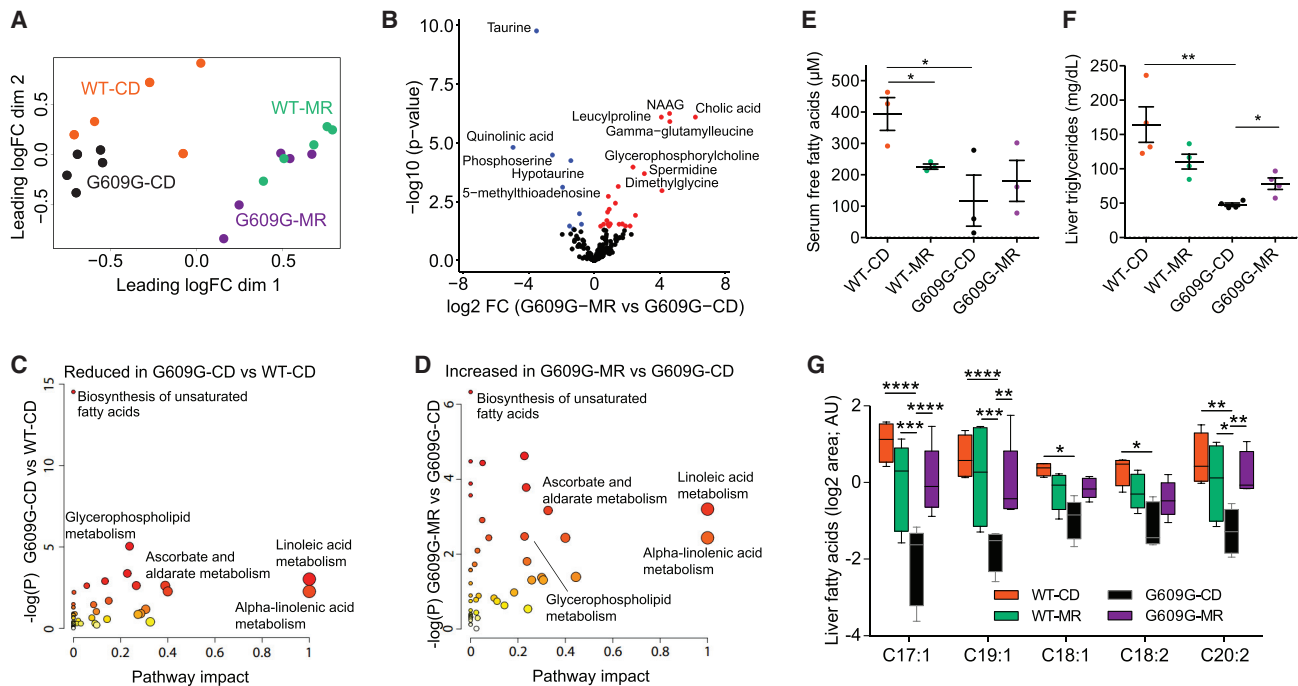 A
Leading logFC dim 2
0.5
0.0
−0.5
WT-CD
WT-MR
G609G-CD
G609G-MR
−0.5
0.0
0.5
Leading logFC dim 1
B
−log10 (p−value)
10.0
7.5
5.0
2.5
0.0
Taurine
NAAG
Cholic acid
Leucylproline
Gamma−glutamylleucine
Quinolinic acid
Phosphoserine
Hypotaurine
5−methylthioadenosine
Glycerophosphorylcholine
Spermidine
Dimethylglycine
−8
−4
0
4
8
log2 FC (G609G−MR vs G609G−CD)
E
Serum free fatty acids (µM)
500
400
300
200
100
0
*
*
WT-CD
WT-MR
G609G-CD
G609G-MR
F
Liver triglycerides (mg/dL)
250
200
150
100
50
0
**
*
WT-CD
WT-MR
G609G-CD
G609G-MR
C
Reduced in G609G-CD vs WT-CD
-log(P) G609G-CD vs WT-CD
15
10
5
0
Biosynthesis of unsaturated
fatty acids
Glycerophospholipid
metabolism
Ascorbate and
aldarate metabolism
Linoleic acid
metabolism
Alpha-linolenic acid
metabolism
0
0.2
0.4
0.6
0.8
1
Pathway impact
D
Increased in G609G-MR vs G609G-CD
-log(P) G609G-MR vs G609G-CD
6
4
2
0
Biosynthesis of unsaturated
fatty acids
Ascorbate and
aldarate metabolism
Linoleic acid
metabolism
Alpha-linolenic acid
metabolism
Glycerophospholipid
metabolism
0
0.2
0.4
0.6
0.8
1
Pathway impact
G
Liver fatty acids (log2 area; AU)
2
0
-2
-4
****
****
***
****
**
***
*
*
**
**
*
WT-CD
G609G-CD
WT-MR
G609G-MR
C17:1
C19:1
C18:1
C18:2
C20:2